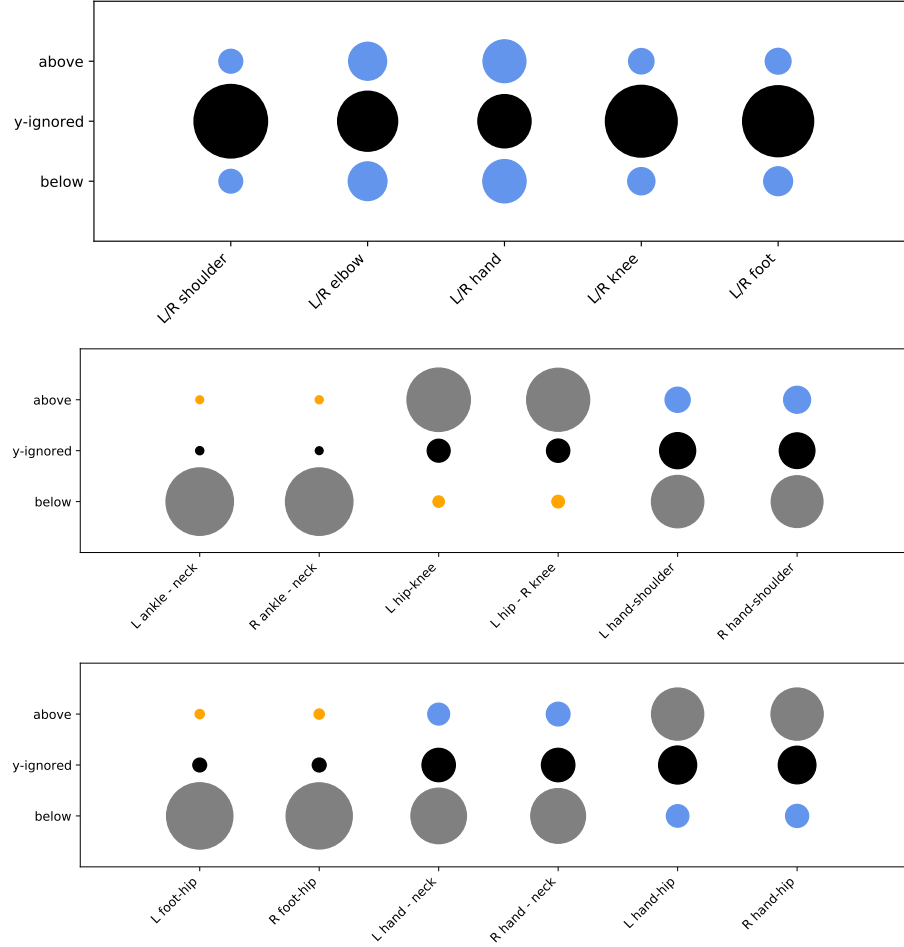 above
y-ignored
below
L/R shoulder
L/R elbow
L/R hand
L/R knee
L/R foot
above
y-ignored
below
L ankle - neck
R ankle - neck
L hip-knee
L hip - R knee
L hand-shoulder
R hand-shoulder
above
y-ignored
below
L foot-hip
R foot-hip
L hand - neck
R hand - neck
L hand-hip
R hand-hip